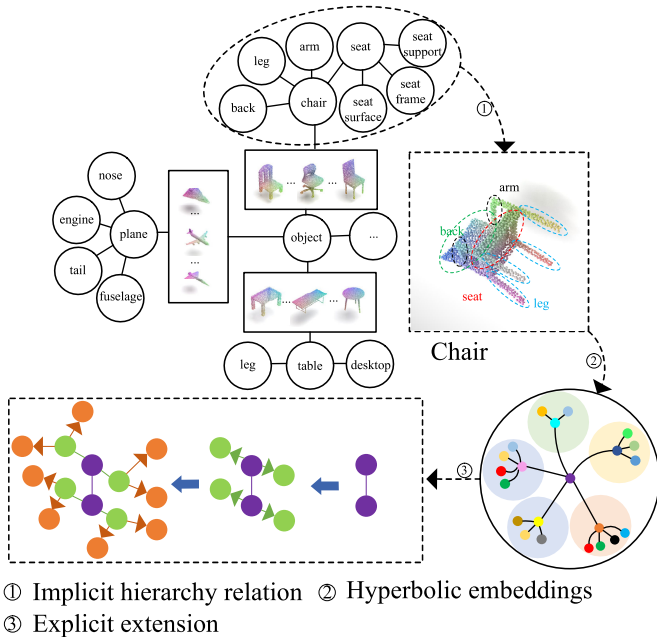 seat
support
arm
seat
leg
seat
frame
back
chair
seat
surface
①
nose
... ...
arm
engine
plane
...
object
...
back
tail
...
fuselage
seat
leg
... ...
Chair
②
leg
table
desktop
③
① Implicit hierarchy relation ② Hyperbolic embeddings
③ Explicit extension